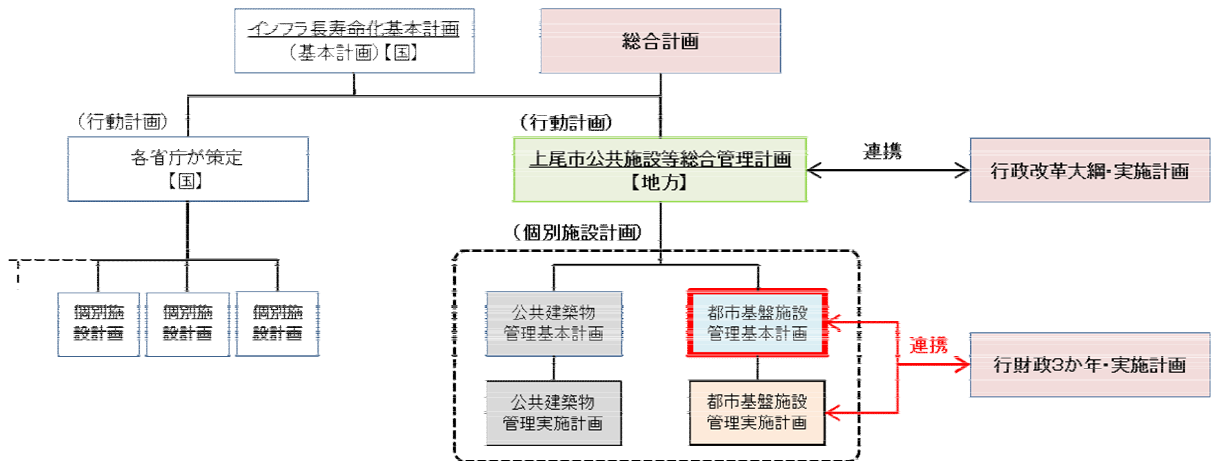 インフラ長寿命化基本計画
(基本計画)【国】
総合計画
(行動計画)
(行動計画)
各省庁が策定
【国】
上尾市公共施設等総合管理計画
【地方】
連携
行政改革大綱・実施計画
(個別施設計画)
個別施
設計画
個別施
設計画
個別施
設計画
公共建築物
管理基本計画
都市基盤施設
管理基本計画
連携
行財政3か年・実施計画
公共建築物
管理実施計画
都市基盤施設
管理実施計画